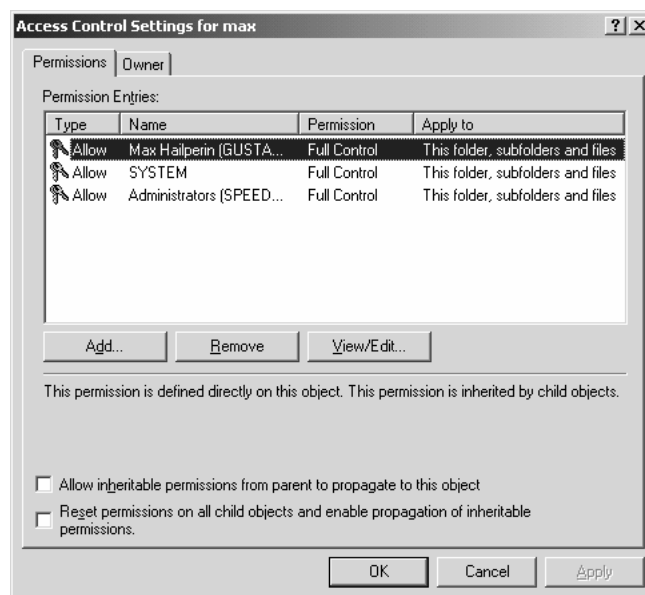 Access Control Settings for max
Permissions Owner
Permission Entries:
Type Name Permission Apply to
Allow Max Hailperin (GUSTA... Full Control This folder, subfolders and files
Allow SYSTEM Full Control This folder, subfolders and files
Allow Administrators (SPEED... Full Control This folder, subfolders and files
Add... Remove View/Edit...
This permission is defined directly on this object. This permission is inherited by child objects.
Allow inheritable permissions from parent to propagate to this object
Reset permissions on all child objects and enable propagation of inheritable
permissions.
OK Cancel Apply